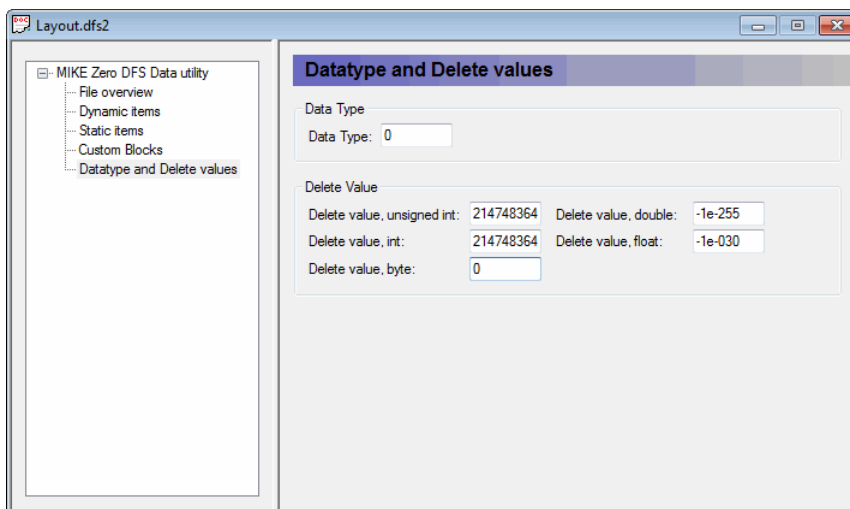 Layout.dfs2
MIKE Zero DFS Data utility
File overview
Dynamic items
Static items
Custom Blocks
Datatype and Delete values
Datatype and Delete values
Data Type
Data Type: 0
Delete Value
Delete value, unsigned int: 214748364 Delete value, double: -1e-255
Delete value, int: 214748364 Delete value, float: -1e-030
Delete value, byte: 0